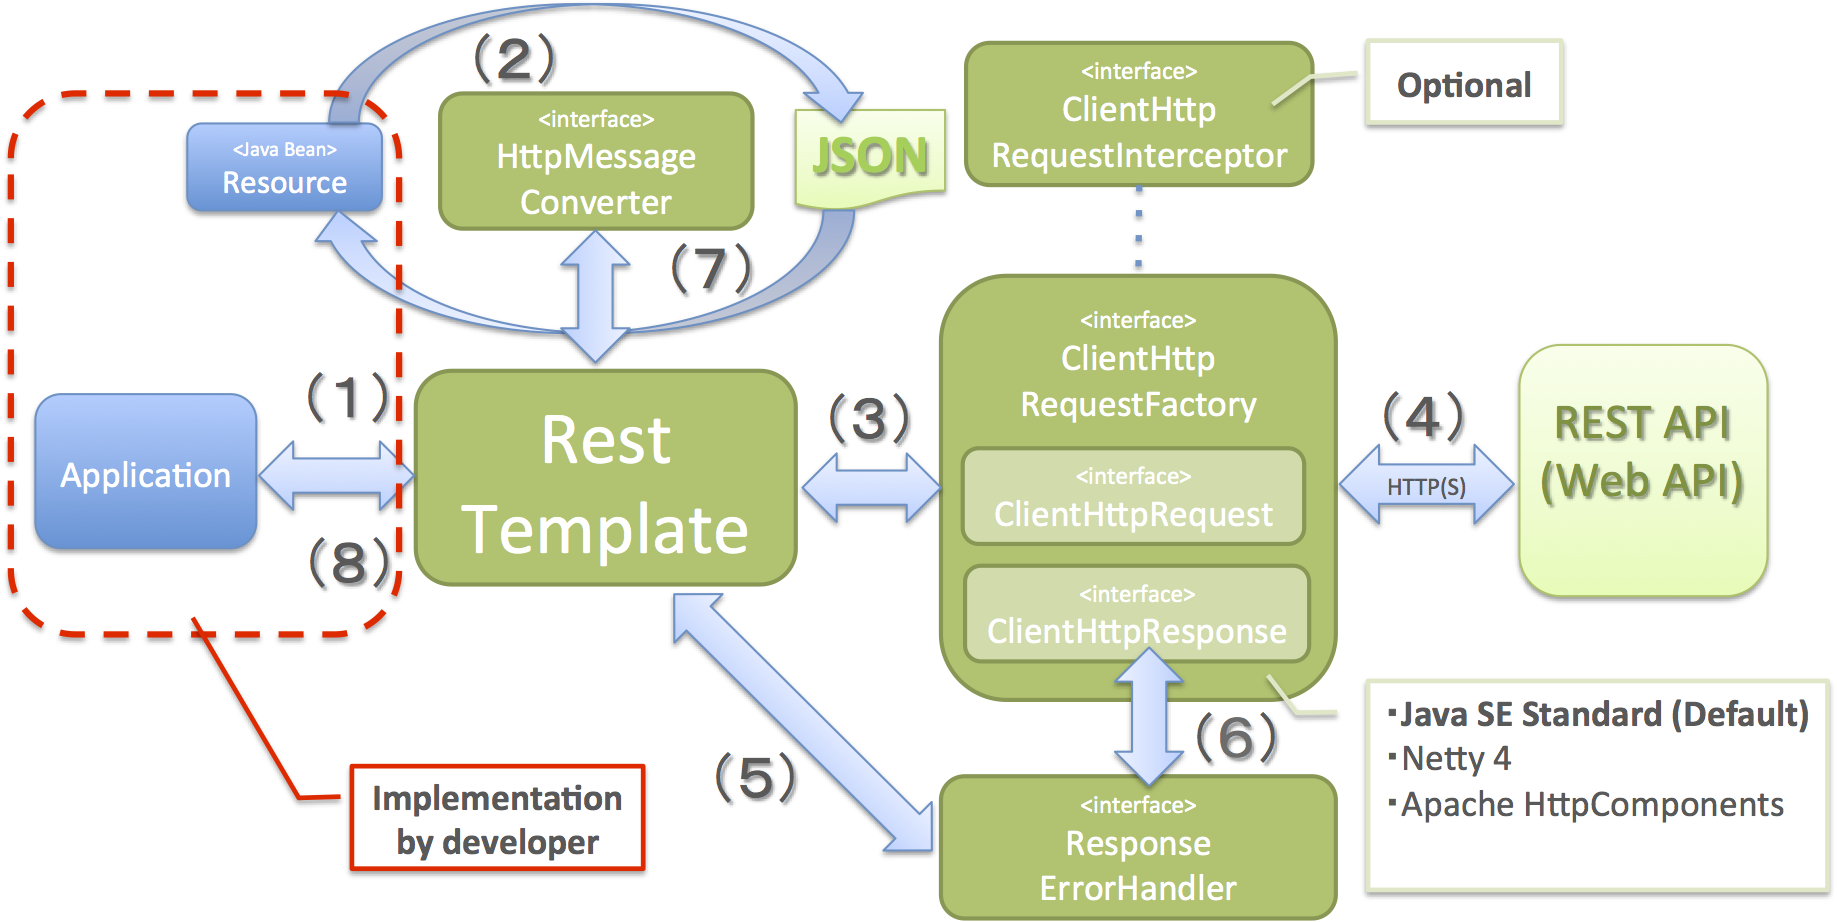 (2)
<interface>
HttpMessage
Converter
<Java Bean>
Resource
JSON
<interface>
ClientHttp
RequestInterceptor
Optional
(7)
(1)
Application
(8)
Rest
Template
(3)
<interface>
ClientHttp
RequestFactory
<interface>
ClientHttpRequest
<interface>
ClientHttpResponse
(4)
HTTP(S)
REST API
(Web API)
(5)
(6)
<interface>
Response
ErrorHandler
・Java SE Standard (Default)
・Netty 4
・Apache HttpComponents
Implementation
by developer